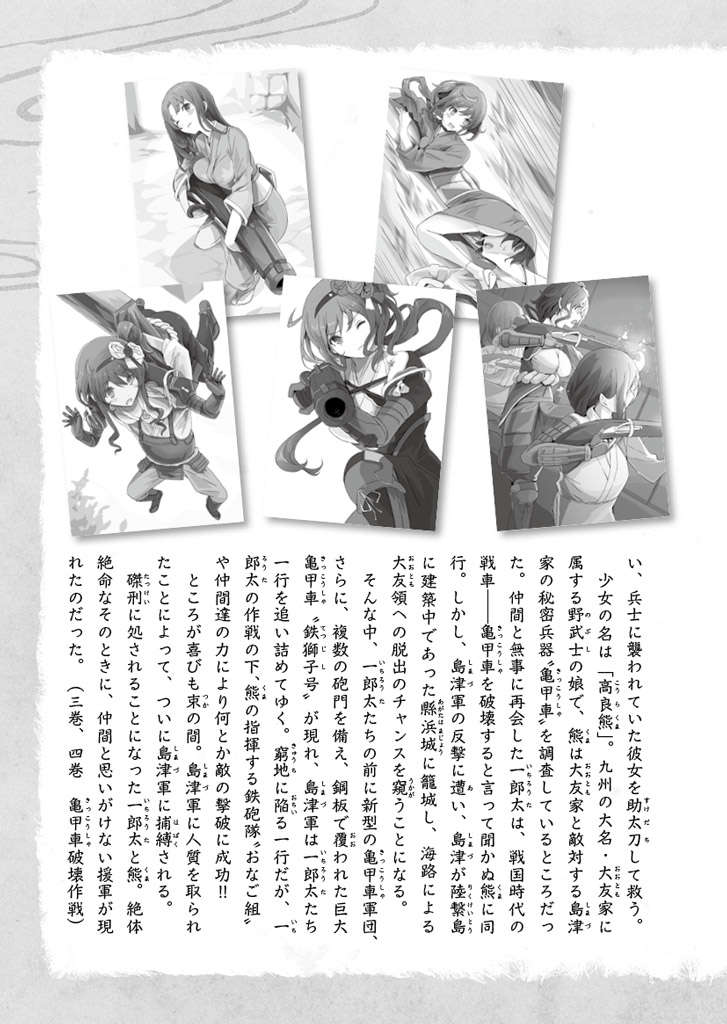 い、兵士に襲われていた彼女を助太刀して救う。
少女の名は「高良熊」。九州の大名・大友家に
属する野武士の娘で、熊は大友家と敵対する島津
家の秘密兵器〝亀甲車〟を調査しているところだっ
た。仲間と無事に再会した一郎太は、戦国時代の
戦車――亀甲車を破壊すると言って聞かぬ熊に同
行。しかし、島津軍の反撃に遭い、島津が陸繋島
に建築中であった縣浜城に籠城し、海路による
大友領への脱出のチャンスを窺うことになる。
そんな中、一郎太たちの前に新型の亀甲車軍団、
さらに、複数の砲門を備え、鋼板で覆われた巨大
亀甲車〝鉄獅子号〟が現れ、島津軍は一郎太たち
一行を追い詰めてゆく。窮地に陥る一行だが、一
郎太の作戦の下、熊の指揮する鉄砲隊〝おなご組〟
や仲間達の力により何とか敵の撃破に成功!!
ところが喜びも束の間。島津軍に人質を取られ
たことによって、ついに島津軍に捕縛される。
磔刑に処されることになった一郎太と熊。絶体
絶命なそのときに、仲間と思いがけない援軍が現
れたのだった。（三巻、四巻　亀甲車破壊作戦）